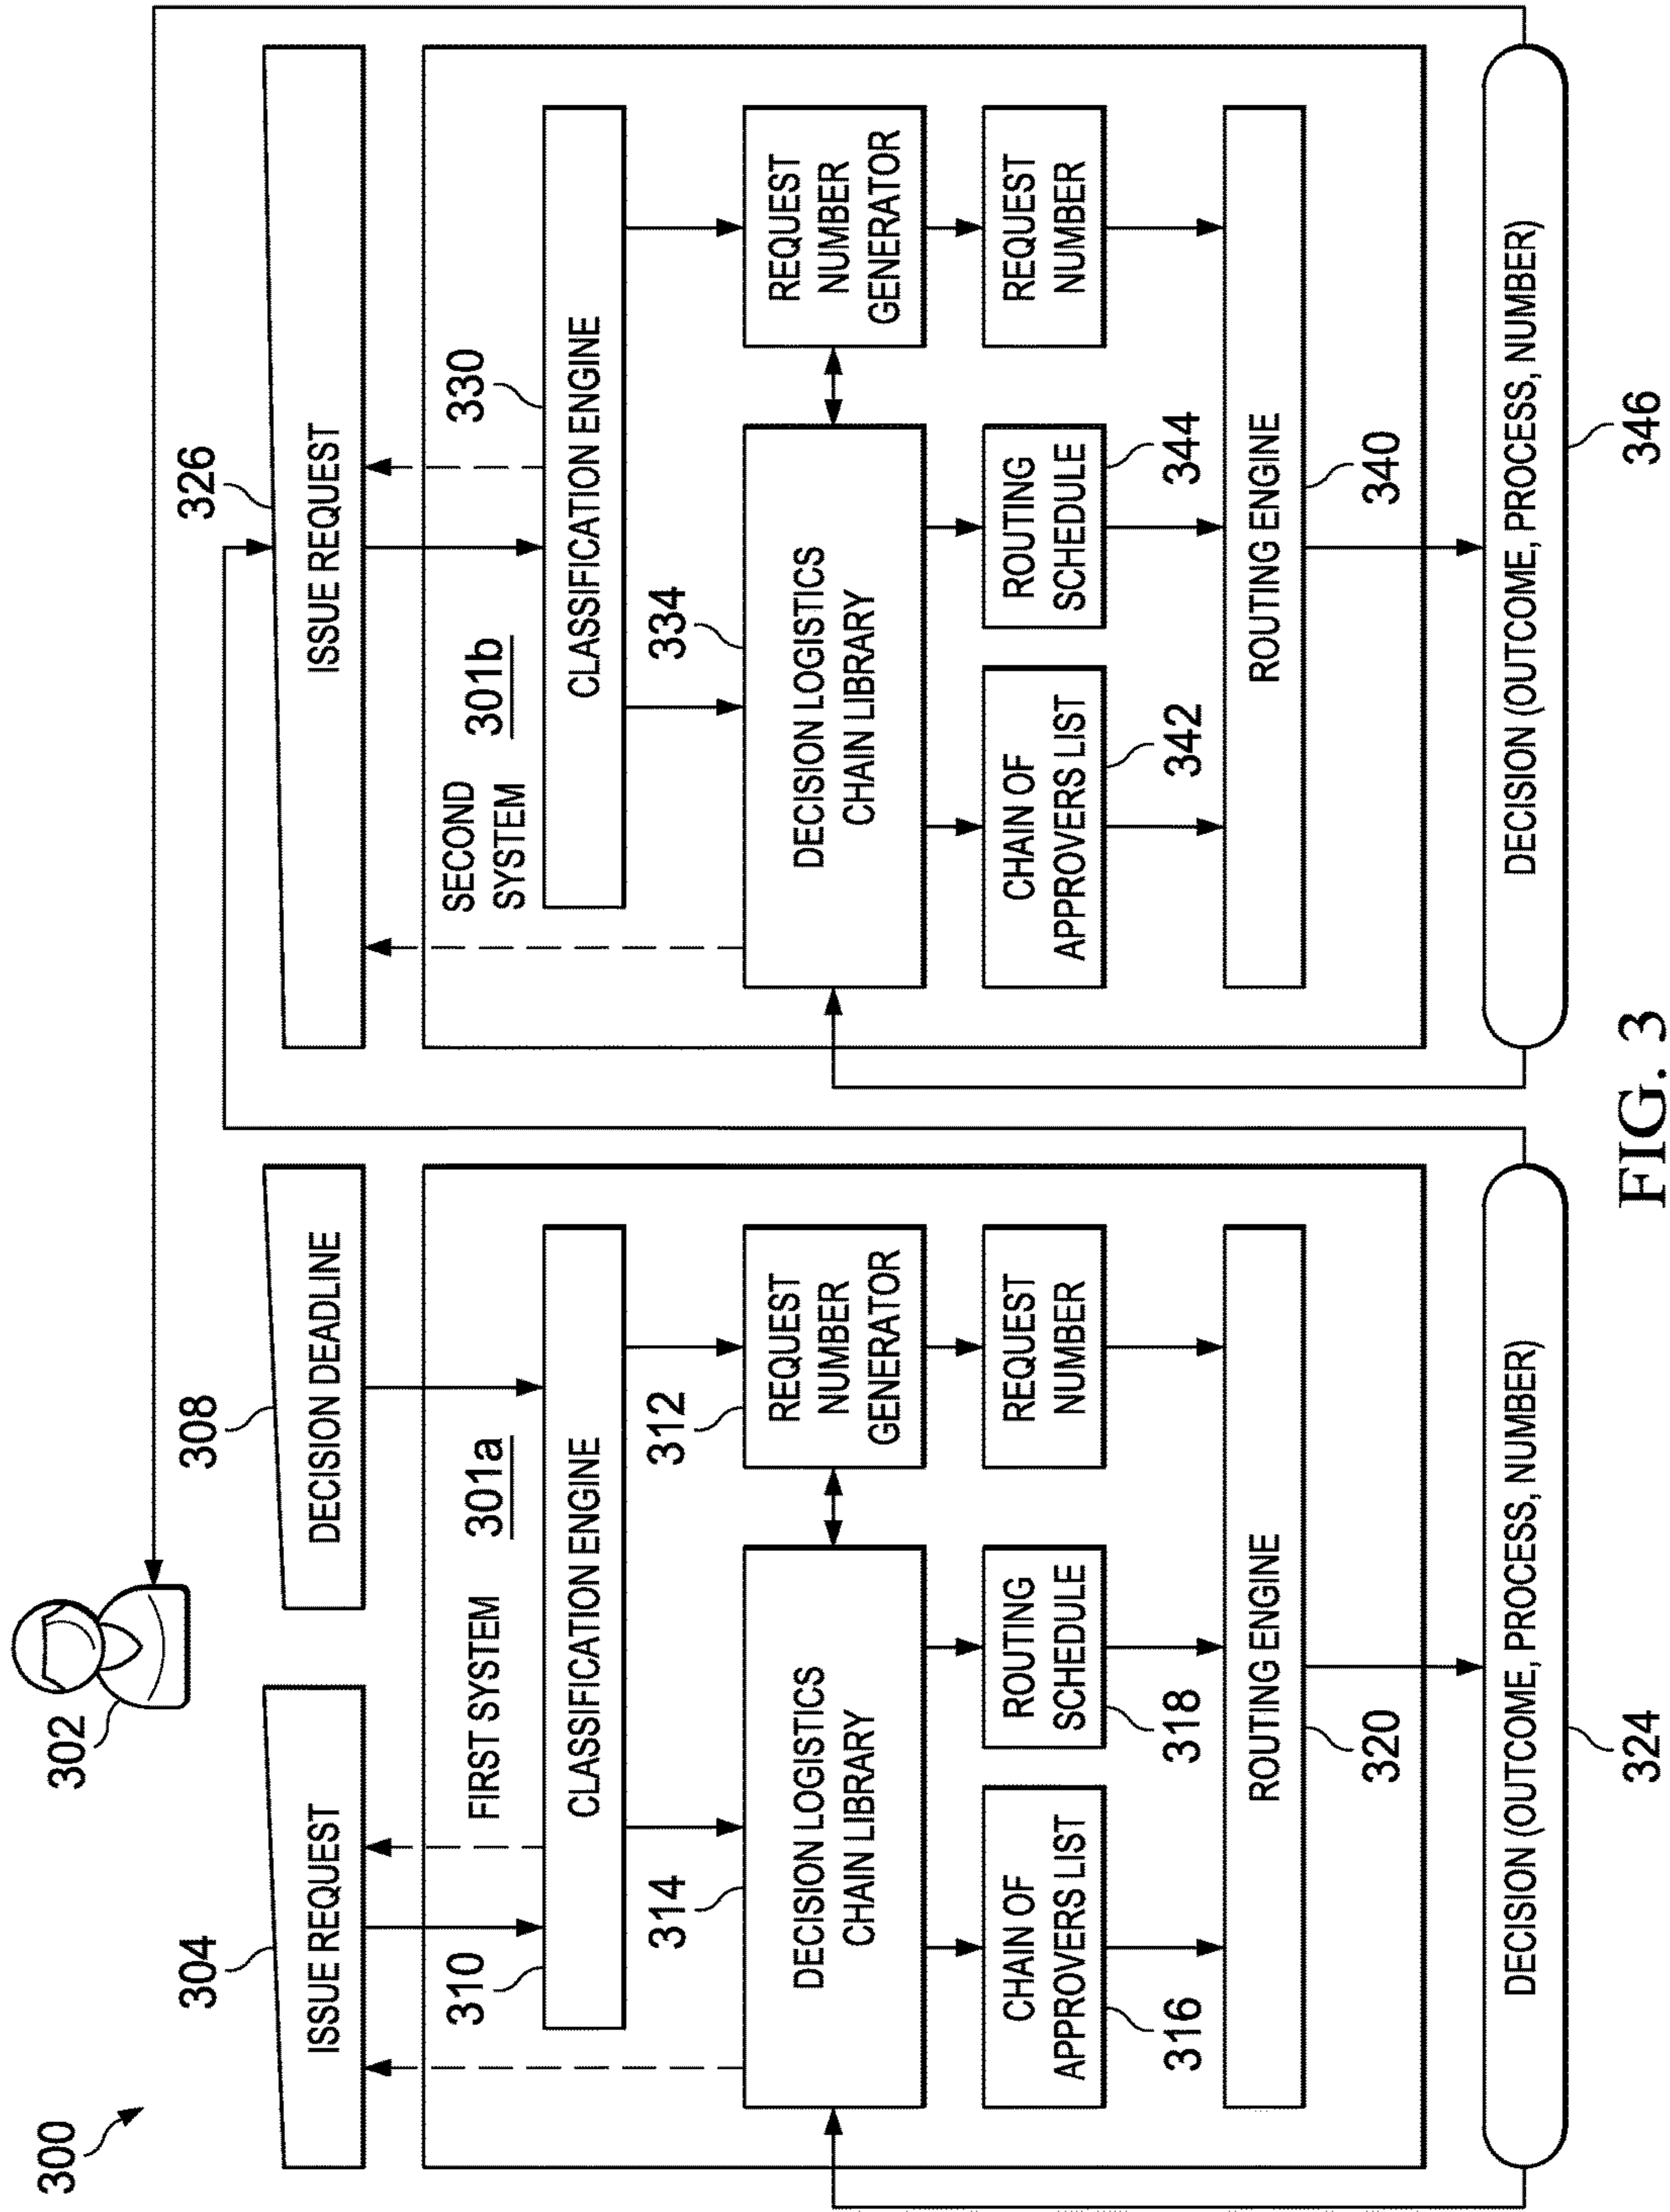 300
302
304
ISSUE REQUEST
308
DECISION DEADLINE
310
FIRST SYSTEM
301a
CLASSIFICATION ENGINE
314
DECISION LOGISTICS
CHAIN LIBRARY
312
REQUEST
NUMBER
GENERATOR
CHAIN OF
APPROVERS LIST
316
ROUTING
SCHEDULE
318
REQUEST
NUMBER
ROUTING ENGINE
320
DECISION (OUTCOME, PROCESS, NUMBER)
324
326
ISSUE REQUEST
SECOND
SYSTEM
301b
330
CLASSIFICATION ENGINE
334
DECISION LOGISTICS
CHAIN LIBRARY
REQUEST
NUMBER
GENERATOR
CHAIN OF
APPROVERS LIST
342
ROUTING
SCHEDULE
344
REQUEST
NUMBER
ROUTING ENGINE
340
DECISION (OUTCOME, PROCESS, NUMBER)
346
FIG. 3